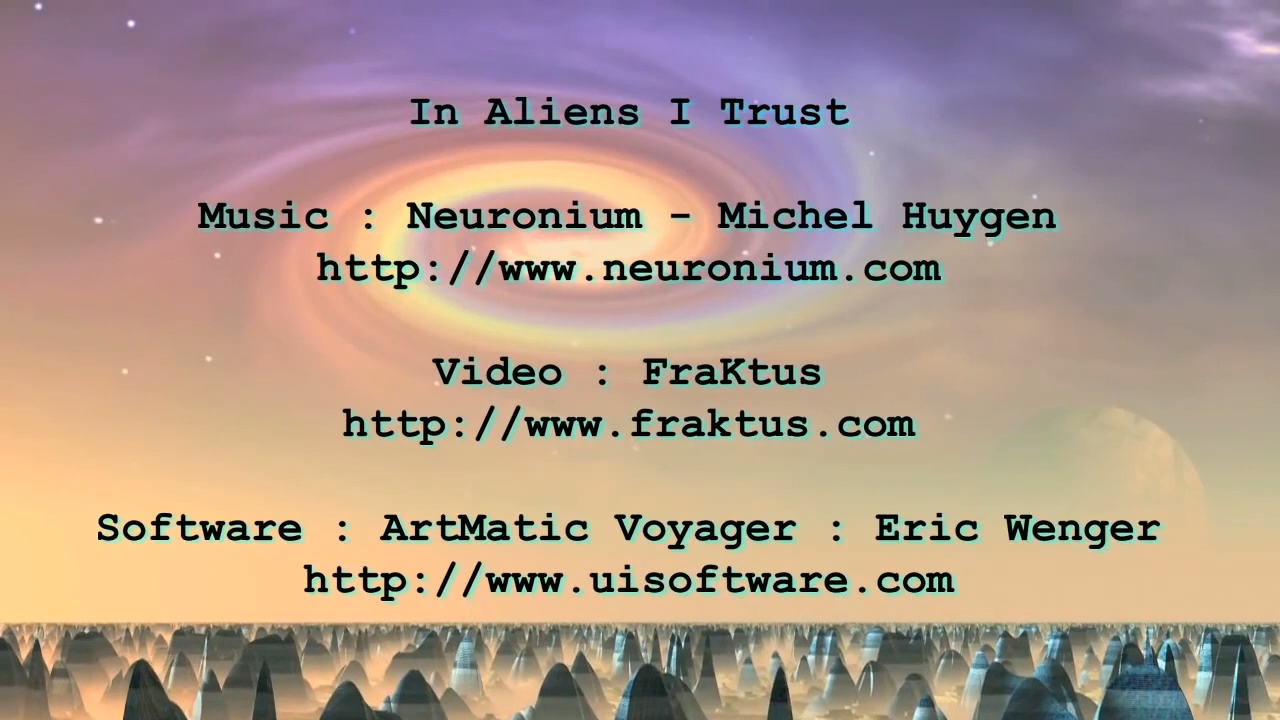 In Aliens I Trust
Music : Neuronium - Michel Huygen
http://www.neuronium.com
Video : FraKtus
http://www.fraktus.com
Software : ArtMatic Voyager : Eric Wenger
http://www.uisoftware.com